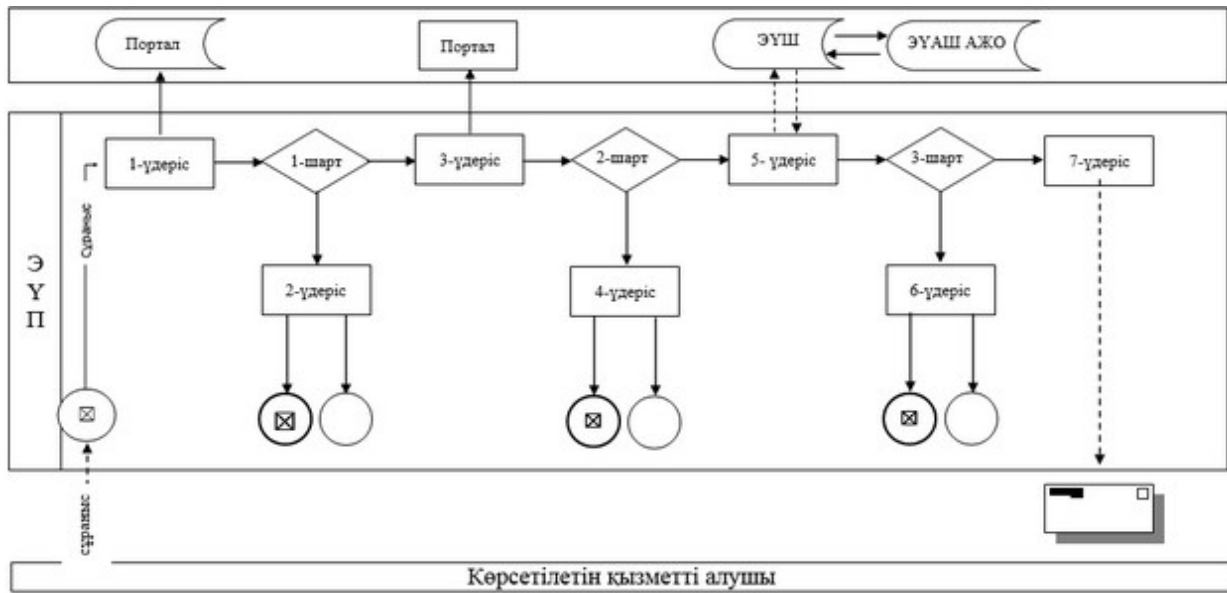 Портал
Портал
ЭҮШ
ЭҮАШ АЖО
1-үдеріс
1-шарт
3-үдеріс
2-шарт
5- үдеріс
3-шарт
7-үдеріс
сұраныс
Э
Ү
П
2-үдеріс
4-үдеріс
6-үдеріс
сұраныс
Көрсетілетін қызметті алушы